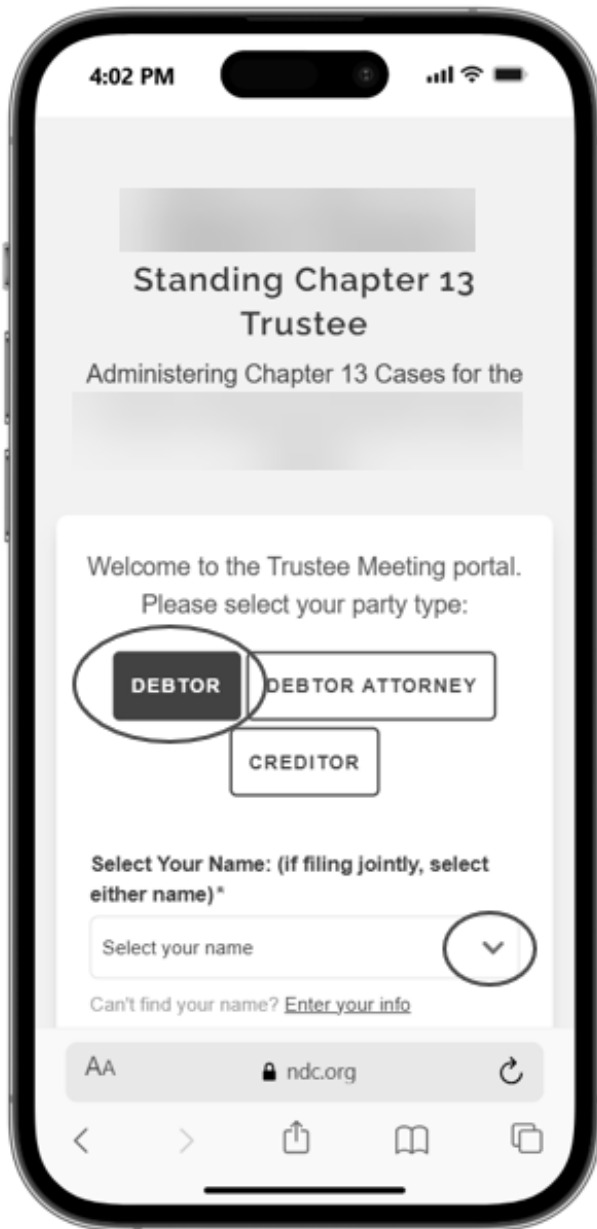 4:02 PM
Standing Chapter 13
Trustee
Administering Chapter 13 Cases for the
Welcome to the Trustee Meeting portal.
Please select your party type:
DEBTOR
DEBTOR ATTORNEY
CREDITOR
Select Your Name: (if filing jointly, select
either name)*
Select your name
Can't find your name? Enter your info
AA
ndc.org